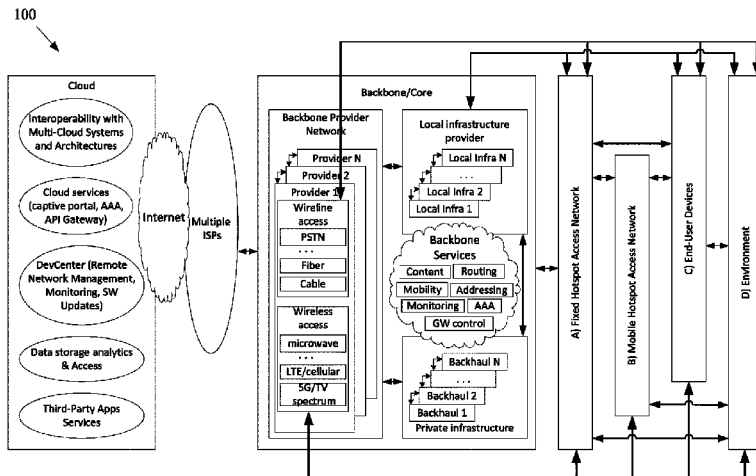 100
Cloud
Interoperability with
Multi-Cloud Systems
and Architectures
Cloud services
(captive portal, AAA,
API Gateway)
DevCenter (Remote
Network Management,
Monitoring, SW
Updates)
Data storage analytics
& Access
Third-Party Apps
Services
Internet
Multiple
ISPs
Backbone/Core
Backbone Provider
Network
Provider N
Provider 2
Provider 1
Wireline
access
PSTN
...
Fiber
Cable
Wireless
access
microwave
...
LTE/cellular
5G/TV
spectrum
Local infrastructure
provider
Local Infra N
...
Local Infra 2
Local Infra 1
Backbone
Services
Content
Routing
Mobility
Addressing
Monitoring
AAA
GW control
Backhaul N
...
Backhaul 2
Backhaul 1
Private infrastructure
A) Fixed Hotspot Access Network
B) Mobile Hotspot Access Network
C) End-User Devices
D) Environment